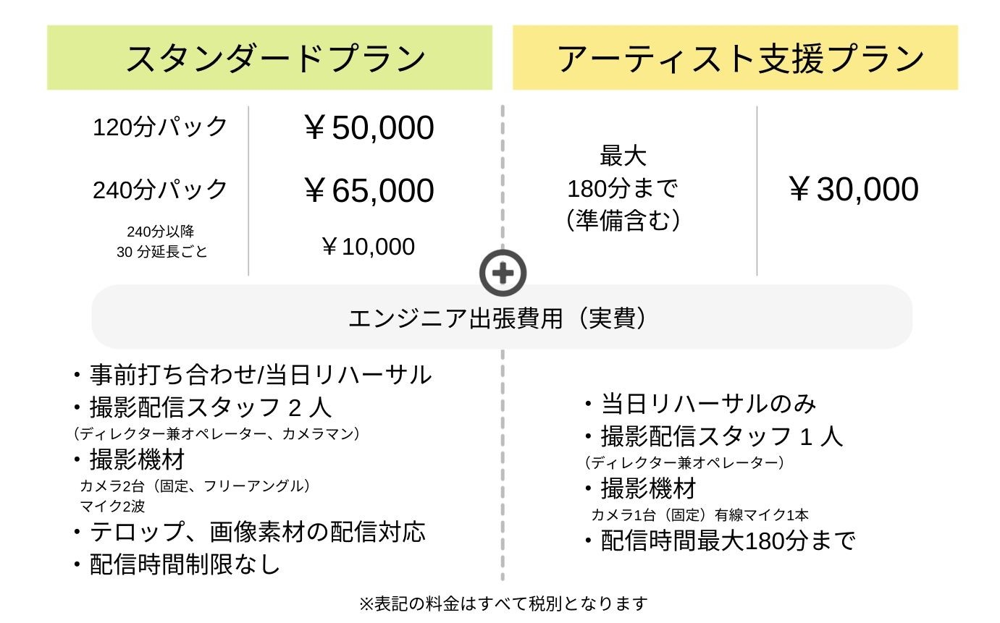 スタンダードプラン
120分パック
￥50,000
240分パック
￥65,000
240分以降
30 分延長ごと
￥10,000
アーティスト支援プラン
最大
180分まで
（準備含む）
￥30,000
エンジニア出張費用（実費）
・事前打ち合わせ/当日リハーサル
・撮影配信スタッフ 2 人
（ディレクター兼オペレーター、カメラマン）
・撮影機材
カメラ2台（固定、フリーアングル）
マイク2波
・テロップ、画像素材の配信対応
・配信時間制限なし
・当日リハーサルのみ
・撮影配信スタッフ 1 人
（ディレクター兼オペレーター）
・撮影機材
カメラ1台（固定）有線マイク1本
・配信時間最大180分まで
※表記の料金はすべて税別となります